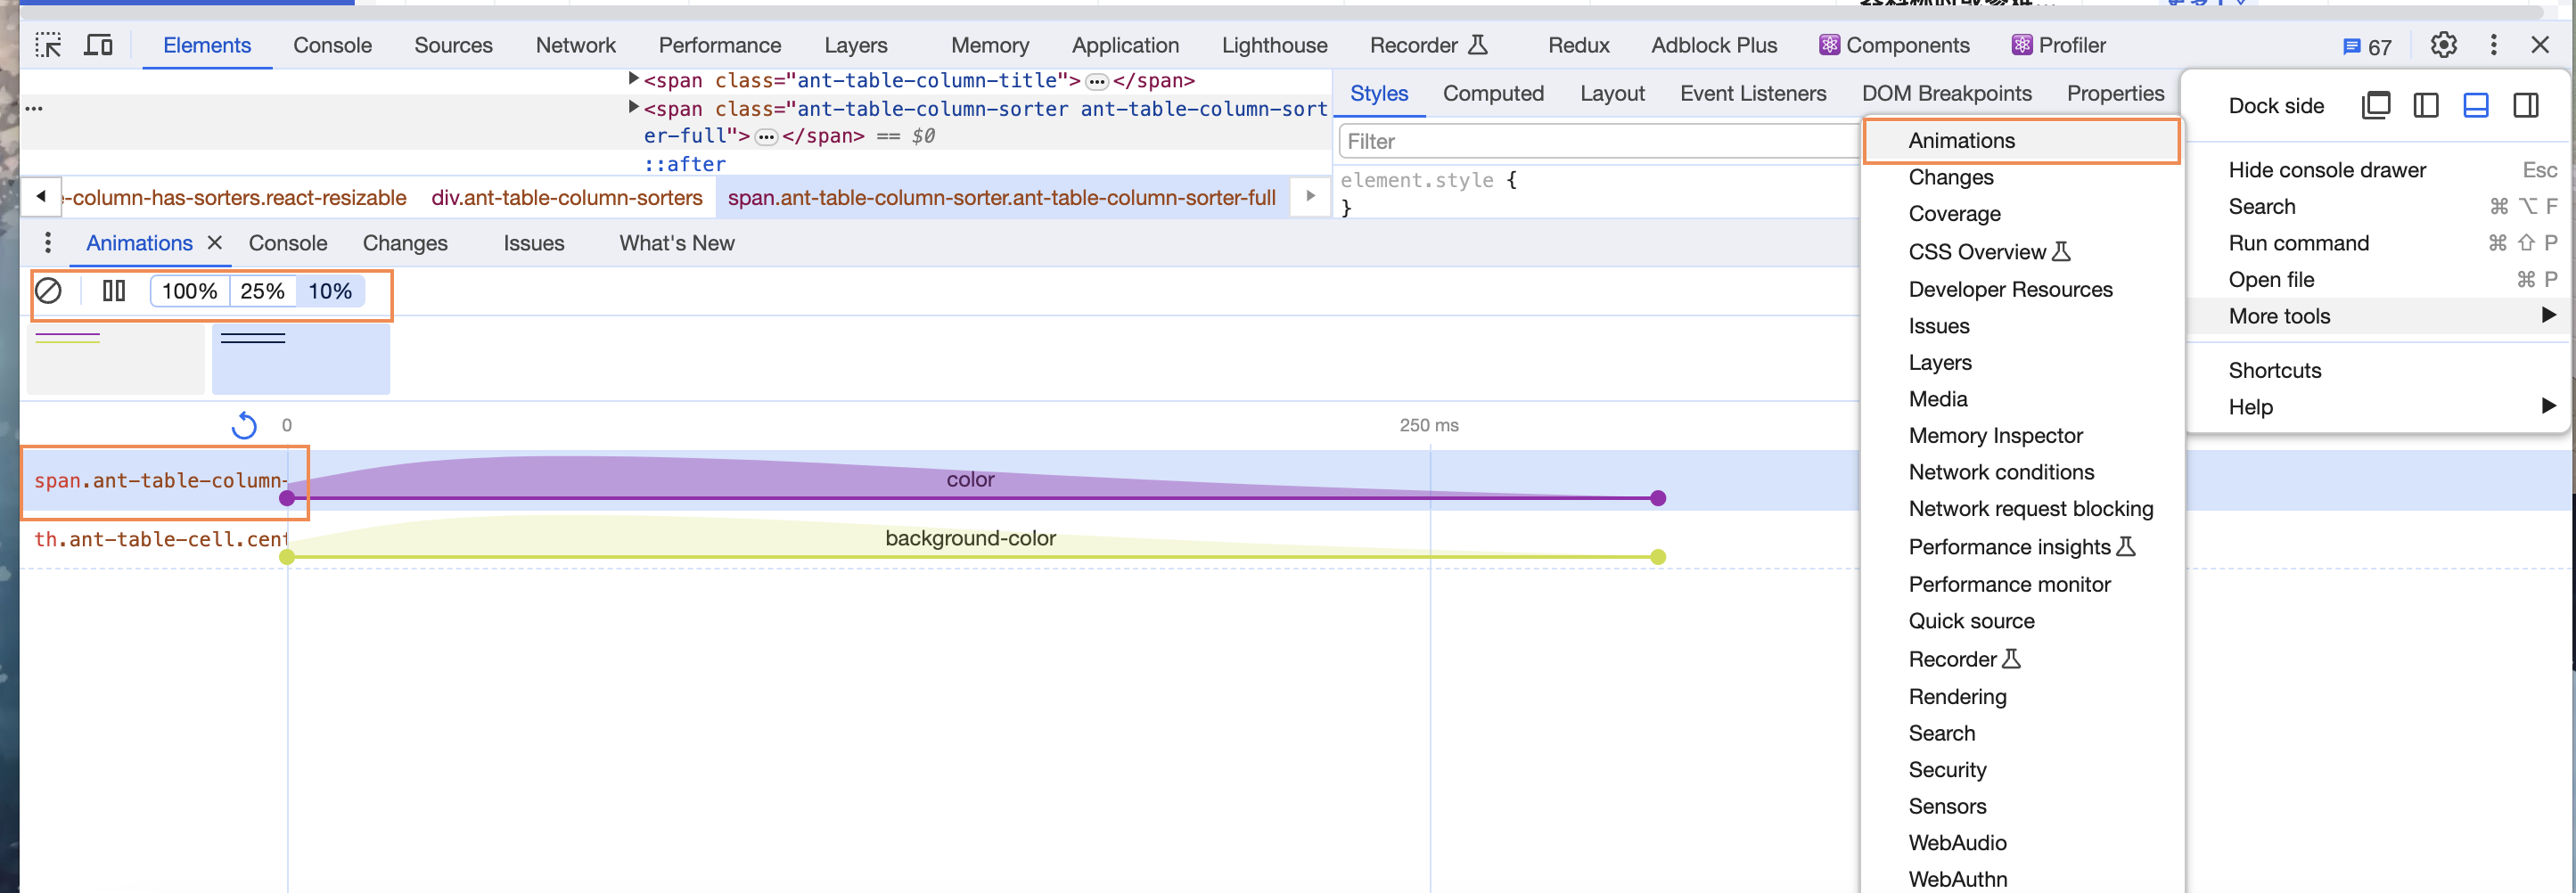 Elements Console Sources Network Performance Layers Memory Application Lighthouse Recorder Redux Adblock Plus Components Profiler 67
<span class="ant-table-column-title">…</span>
… <span class="ant-table-column-sorter ant-table-column-sort
er-full">…</span> == $0
::after
-column-has-sorters.react-resizable div.ant-table-column-sorters span.ant-table-column-sorter.ant-table-column-sorter-full
Styles Computed Layout Event Listeners DOM Breakpoints Properties
Filter
element.style {
}
Animations Console Changes Issues What's New
100% 25% 10%
0 250 ms
span.ant-table-column- color
th.ant-table-cell.cent background-color
Animations
Changes
Coverage
CSS Overview
Developer Resources
Issues
Layers
Media
Memory Inspector
Network conditions
Network request blocking
Performance insights
Performance monitor
Quick source
Recorder
Rendering
Search
Security
Sensors
WebAudio
WebAuthn
Dock side
Hide console drawer Esc
Search ⌘ ⌥ F
Run command ⌘ ⇧ P
Open file ⌘ P
More tools
Shortcuts
Help